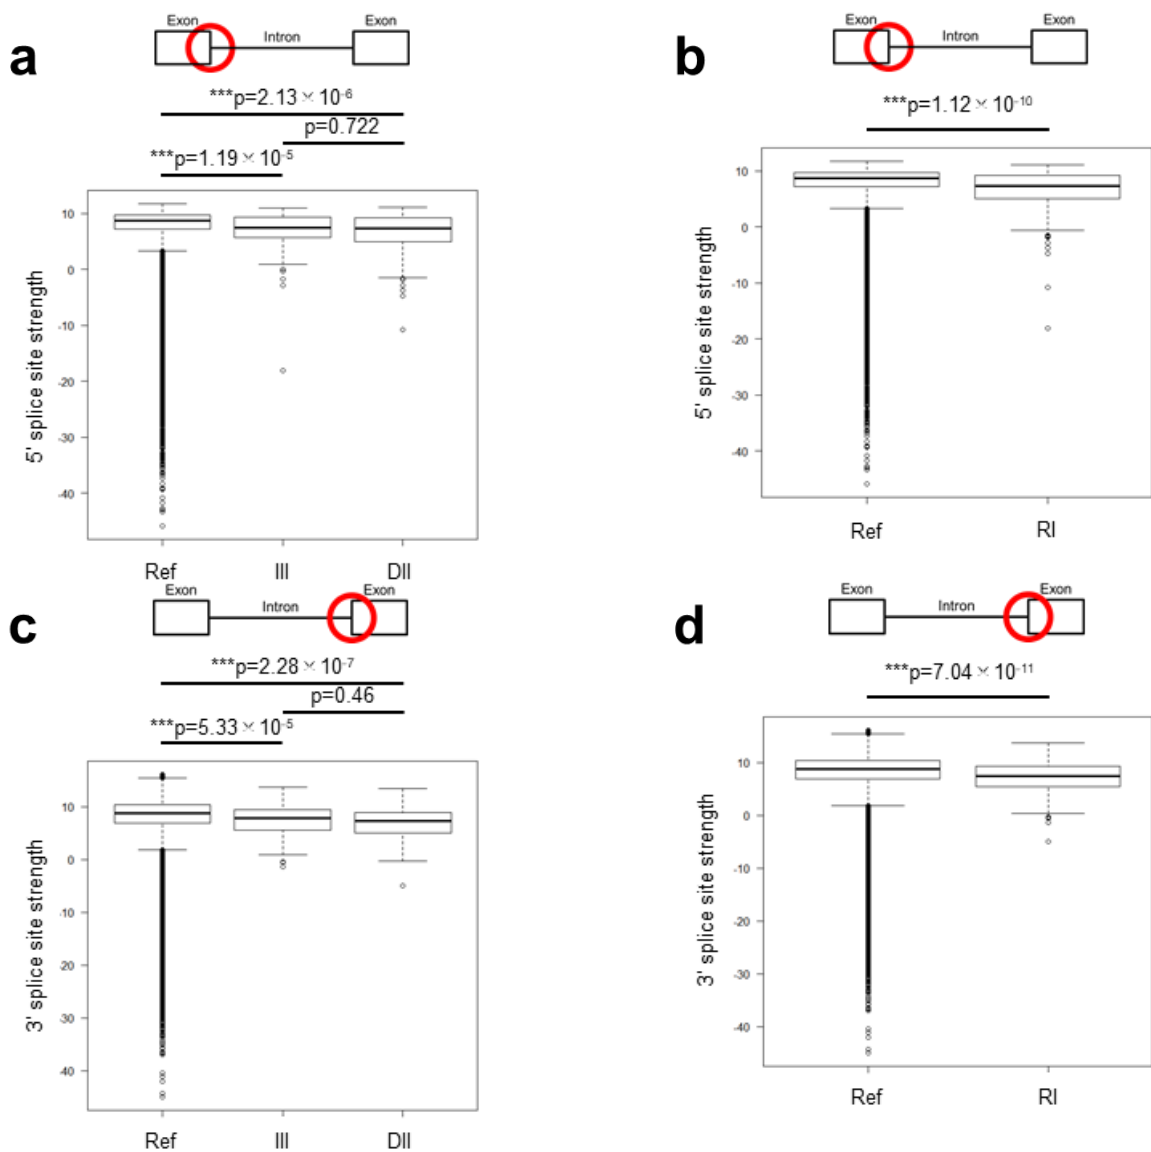 a
Exon
Exon
Intron
***p=2.13 × 10⁻⁶
p=0.722
***p=1.19 × 10⁻⁵
5' splice site strength
10
0
-10
-20
-30
-40
Ref
III
DII
b
Exon
Exon
Intron
***p=1.12 × 10⁻¹⁰
5' splice site strength
10
0
-10
-20
-30
-40
Ref
RI
c
Exon
Exon
Intron
***p=2.28 × 10⁻⁷
p=0.46
***p=5.33 × 10⁻⁵
3' splice site strength
10
0
-10
-20
-30
-40
Ref
III
DII
d
Exon
Exon
Intron
***p=7.04 × 10⁻¹¹
3' splice site strength
10
0
-10
-20
-30
-40
Ref
RI